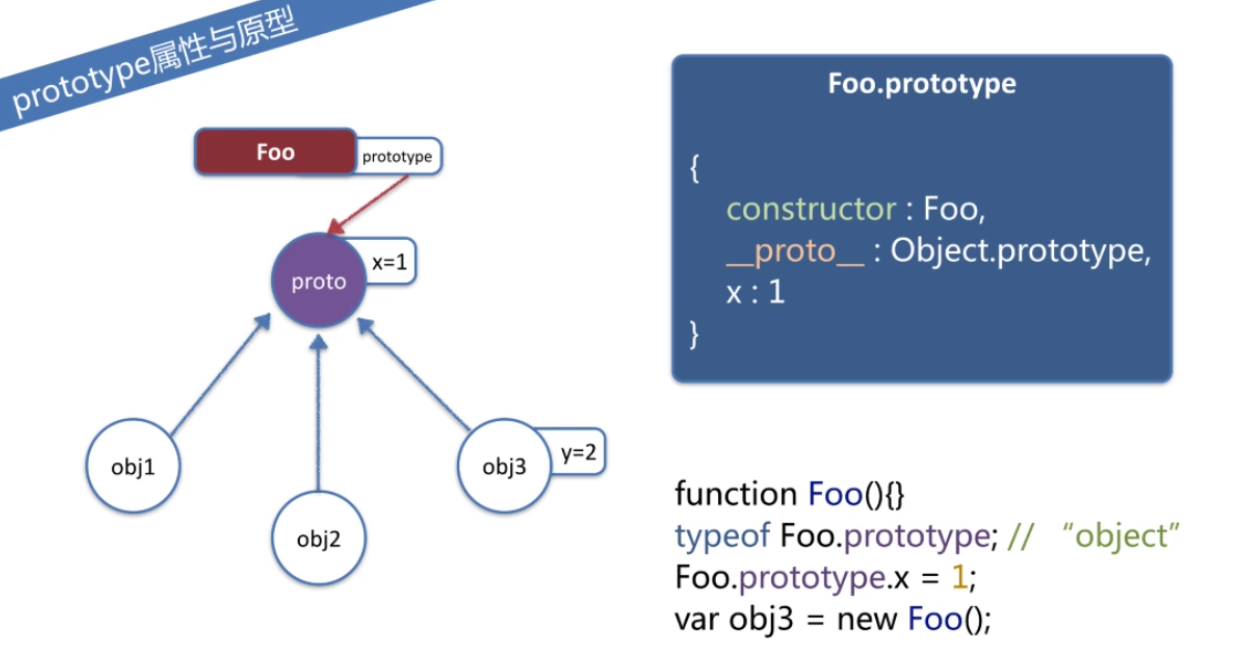 prototype属性与原型
Foo
prototype
x=1
proto
obj1
obj2
obj3
y=2
Foo.prototype
{
constructor : Foo,
__proto__ : Object.prototype,
x : 1
}
function Foo(){}
typeof Foo.prototype; // “object”
Foo.prototype.x = 1;
var obj3 = new Foo();